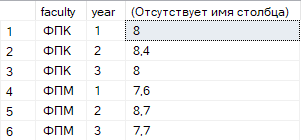 faculty year (Отсутствует имя столбца)
1 ФПК 1 8
2 ФПК 2 8,4
3 ФПК 3 8
4 ФПМ 1 7,6
5 ФПМ 2 8,7
6 ФПМ 3 7,7